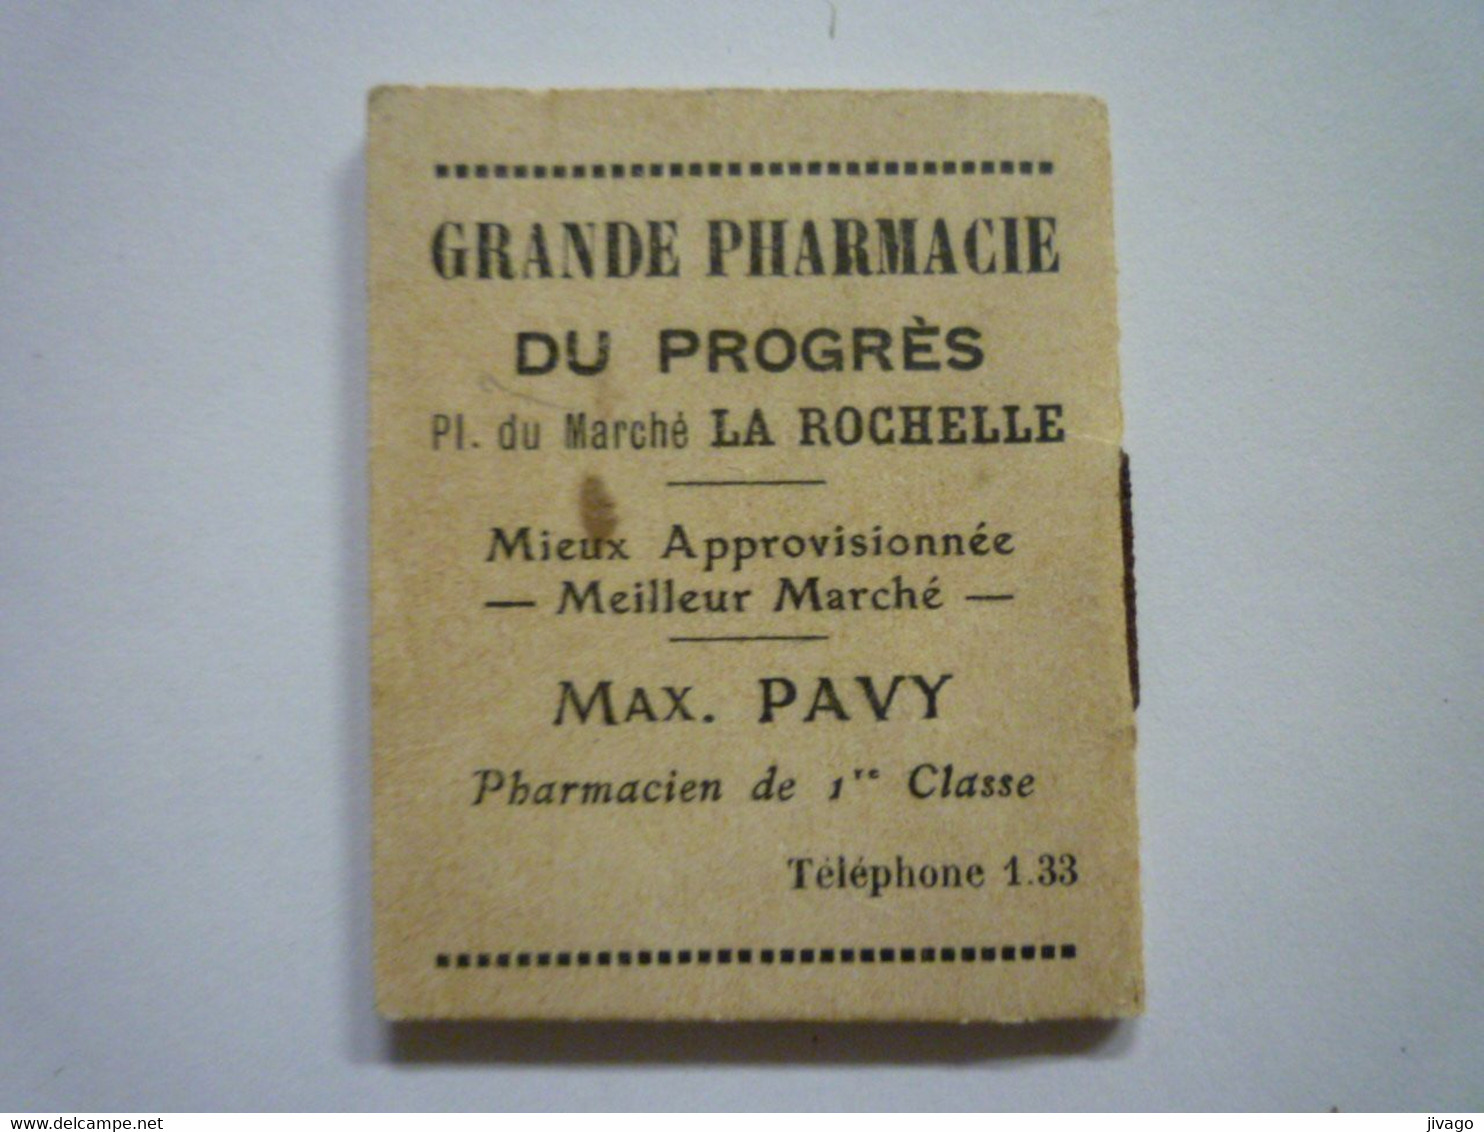 GRANDE PHARMACIE
DU PROGRÈS
Pl. du Marché LA ROCHELLE
Mieux Approvisionnée
— Meilleur Marché —
MAX. PAVY
Pharmacien de 1re Classe
Téléphone 1.33
www.delcampe.net
jivago